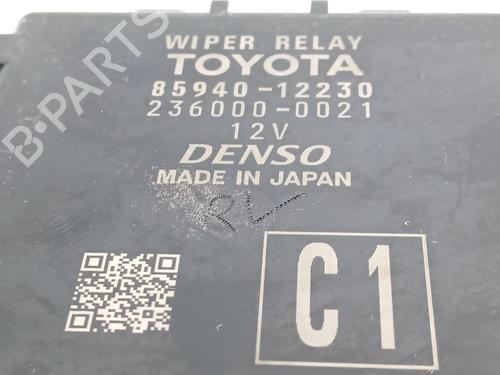 B-PARTS
WIPER RELAY
TOYOTA
85940-12230
236000-0021
12V
DENSO
MADE IN JAPAN
C1